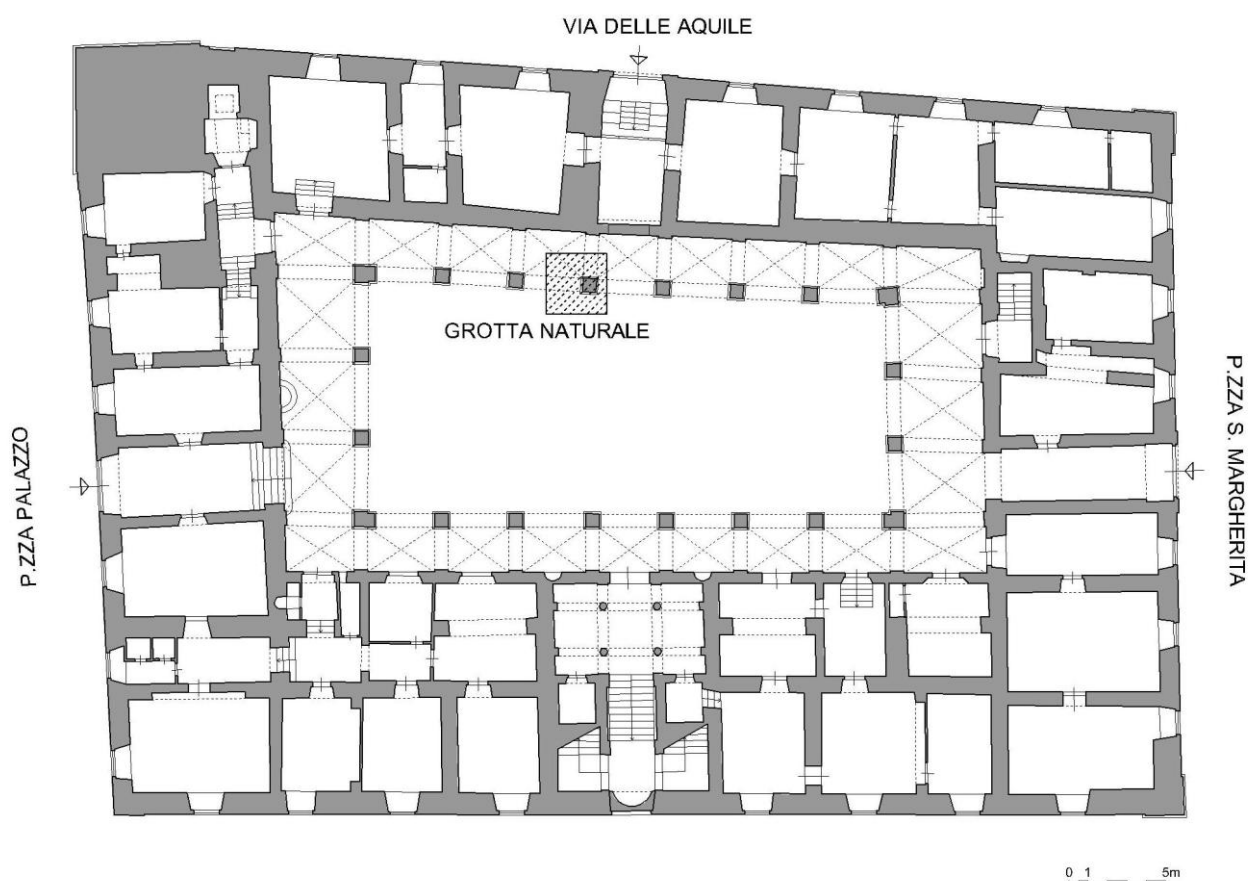 VIA DELLE AQUILE
GROTTA NATURALE
P.ZZA PALAZZO
P.ZZA S. MARGHERITA
0 1 5m